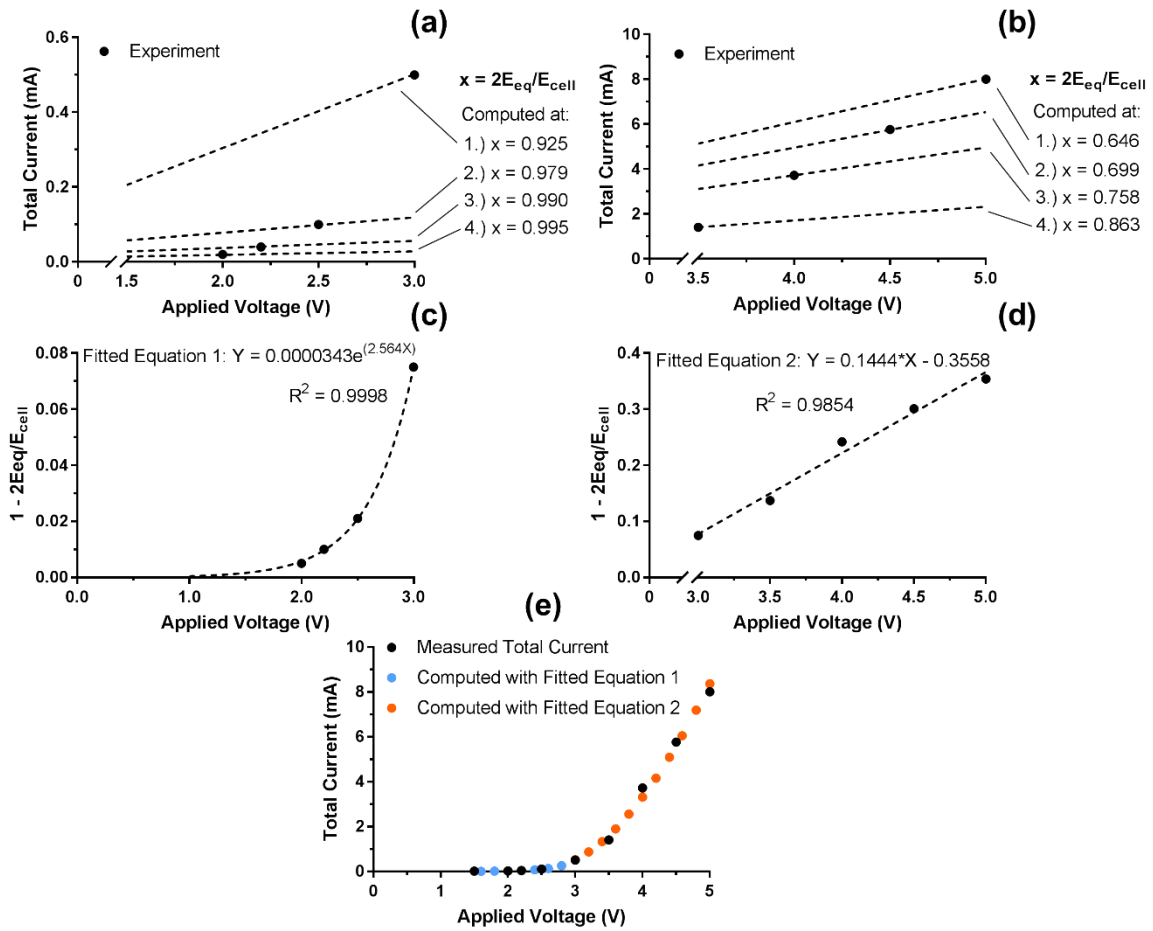 (a)
Total Current (mA)
0.6
0.4
0.2
0.0
Experiment
x = 2Eeq/Ecell
Computed at:
1.) x = 0.925
2.) x = 0.979
3.) x = 0.990
4.) x = 0.995
0 1.5 2.0 2.5 3.0
Applied Voltage (V)
(b)
Total Current (mA)
10
8
6
4
2
0
Experiment
x = 2Eeq/Ecell
Computed at:
1.) x = 0.646
2.) x = 0.699
3.) x = 0.758
4.) x = 0.863
0 3.5 4.0 4.5 5.0
Applied Voltage (V)
(c)
1 - 2Eeq/Ecell
0.08
0.06
0.04
0.02
0.00
Fitted Equation 1: Y = 0.0000343e(2.564X)
R2 = 0.9998
0.0 1.0 2.0 3.0
Applied Voltage (V)
(d)
1 - 2Eeq/Ecell
0.4
0.3
0.2
0.1
0.0
Fitted Equation 2: Y = 0.1444*X - 0.3558
R2 = 0.9854
0 3.0 3.5 4.0 4.5 5.0
Applied Voltage (V)
(e)
Total Current (mA)
10
8
6
4
2
0
Measured Total Current
Computed with Fitted Equation 1
Computed with Fitted Equation 2
0 1 2 3 4 5
Applied Voltage (V)